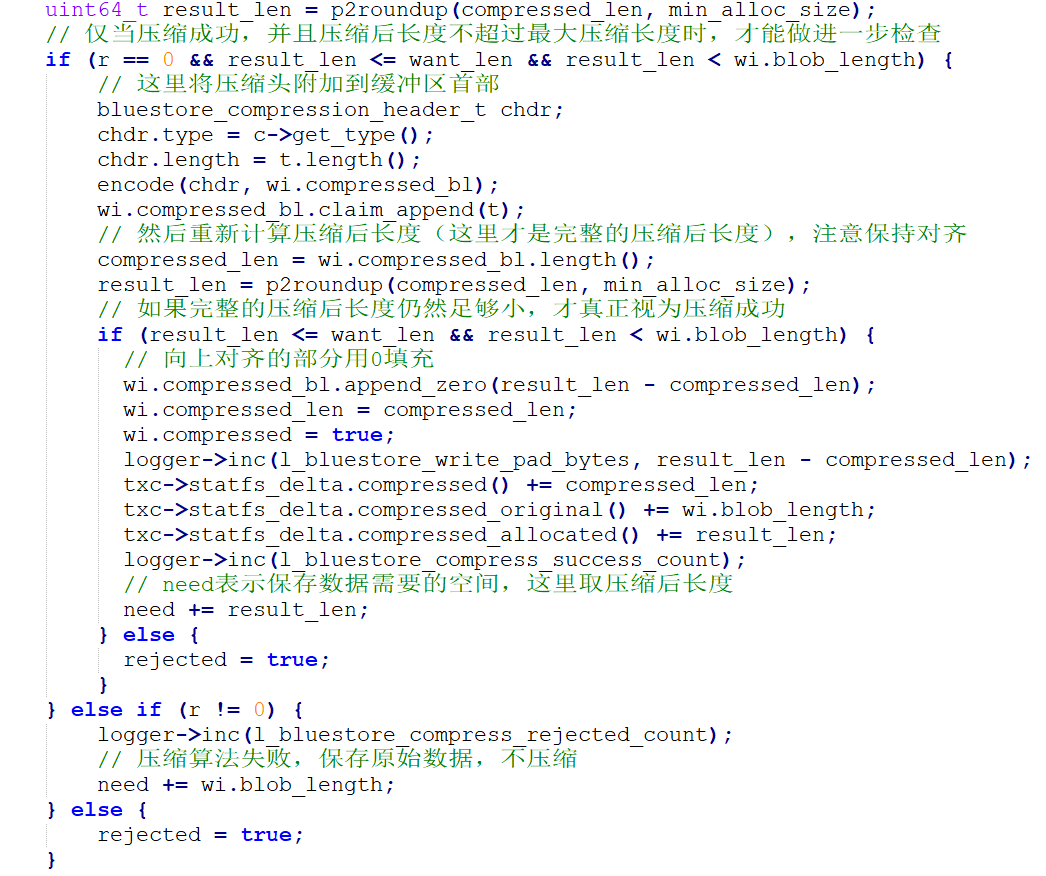 uint64_t result_len = p2roundup(compressed_len, min_alloc_size);
// 仅当压缩成功，并且压缩后长度不超过最大压缩长度时，才能做进一步检查
if (r == 0 && result_len <= want_len && result_len < wi.blob_length) {
// 这里将压缩头附加到缓冲区首部
bluestore_compression_header_t chdr;
chdr.type = c->get_type();
chdr.length = t.length();
encode(chdr, wi.compressed_bl);
wi.compressed_bl.claim_append(t);
// 然后重新计算压缩后长度（这里才是完整的压缩后长度），注意保持对齐
compressed_len = wi.compressed_bl.length();
result_len = p2roundup(compressed_len, min_alloc_size);
// 如果完整的压缩后长度仍然足够小，才真正视为压缩成功
if (result_len <= want_len && result_len < wi.blob_length) {
// 向上对齐的部分用0填充
wi.compressed_bl.append_zero(result_len - compressed_len);
wi.compressed_len = compressed_len;
wi.compressed = true;
logger->inc(l_bluestore_write_pad_bytes, result_len - compressed_len);
txc->statfs_delta.compressed() += compressed_len;
txc->statfs_delta.compressed_original() += wi.blob_length;
txc->statfs_delta.compressed_allocated() += result_len;
logger->inc(l_bluestore_compress_success_count);
// need表示保存数据需要的空间，这里取压缩后长度
need += result_len;
} else {
rejected = true;
}
} else if (r != 0) {
logger->inc(l_bluestore_compress_rejected_count);
// 压缩算法失败，保存原始数据，不压缩
need += wi.blob_length;
} else {
rejected = true;
}